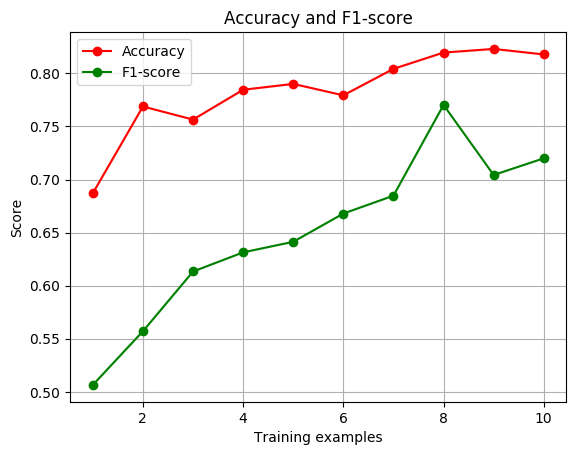 Accuracy and F1-score
Accuracy
F1-score
0.80
0.75
0.70
0.65
0.60
0.55
0.50
Score
2 4 6 8 10
Training examples